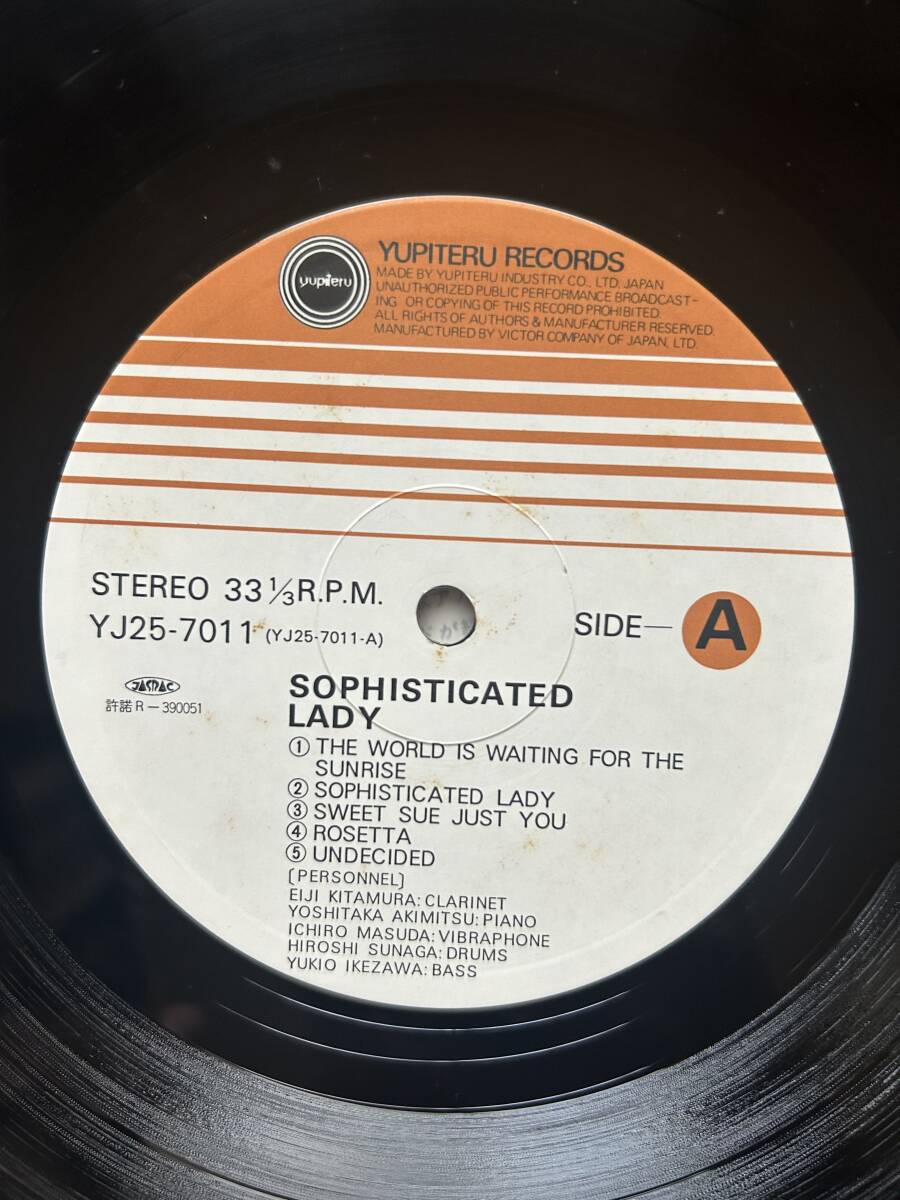 yupiteru
YUPITERU RECORDS
MADE BY YUPITERU INDUSTRY CO., LTD. JAPAN
UNAUTHORIZED PUBLIC PERFORMANCE BROADCAST-
ING OR COPYING OF THIS RECORD PROHIBITED.
ALL RIGHTS OF AUTHORS & MANUFACTURER RESERVED.
MANUFACTURED BY VICTOR COMPANY OF JAPAN, LTD.
STEREO 33 1/3 R.P.M.
YJ25-7011 (YJ25-7011-A)
SIDE— A
JASRAC
許諾 R－390051
SOPHISTICATED
LADY
① THE WORLD IS WAITING FOR THE
SUNRISE
② SOPHISTICATED LADY
③ SWEET SUE JUST YOU
④ ROSETTA
⑤ UNDECIDED
[PERSONNEL]
EIJI KITAMURA: CLARINET
YOSHITAKA AKIMITSU: PIANO
ICHIRO MASUDA: VIBRAPHONE
HIROSHI SUNAGA: DRUMS
YUKIO IKEZAWA: BASS